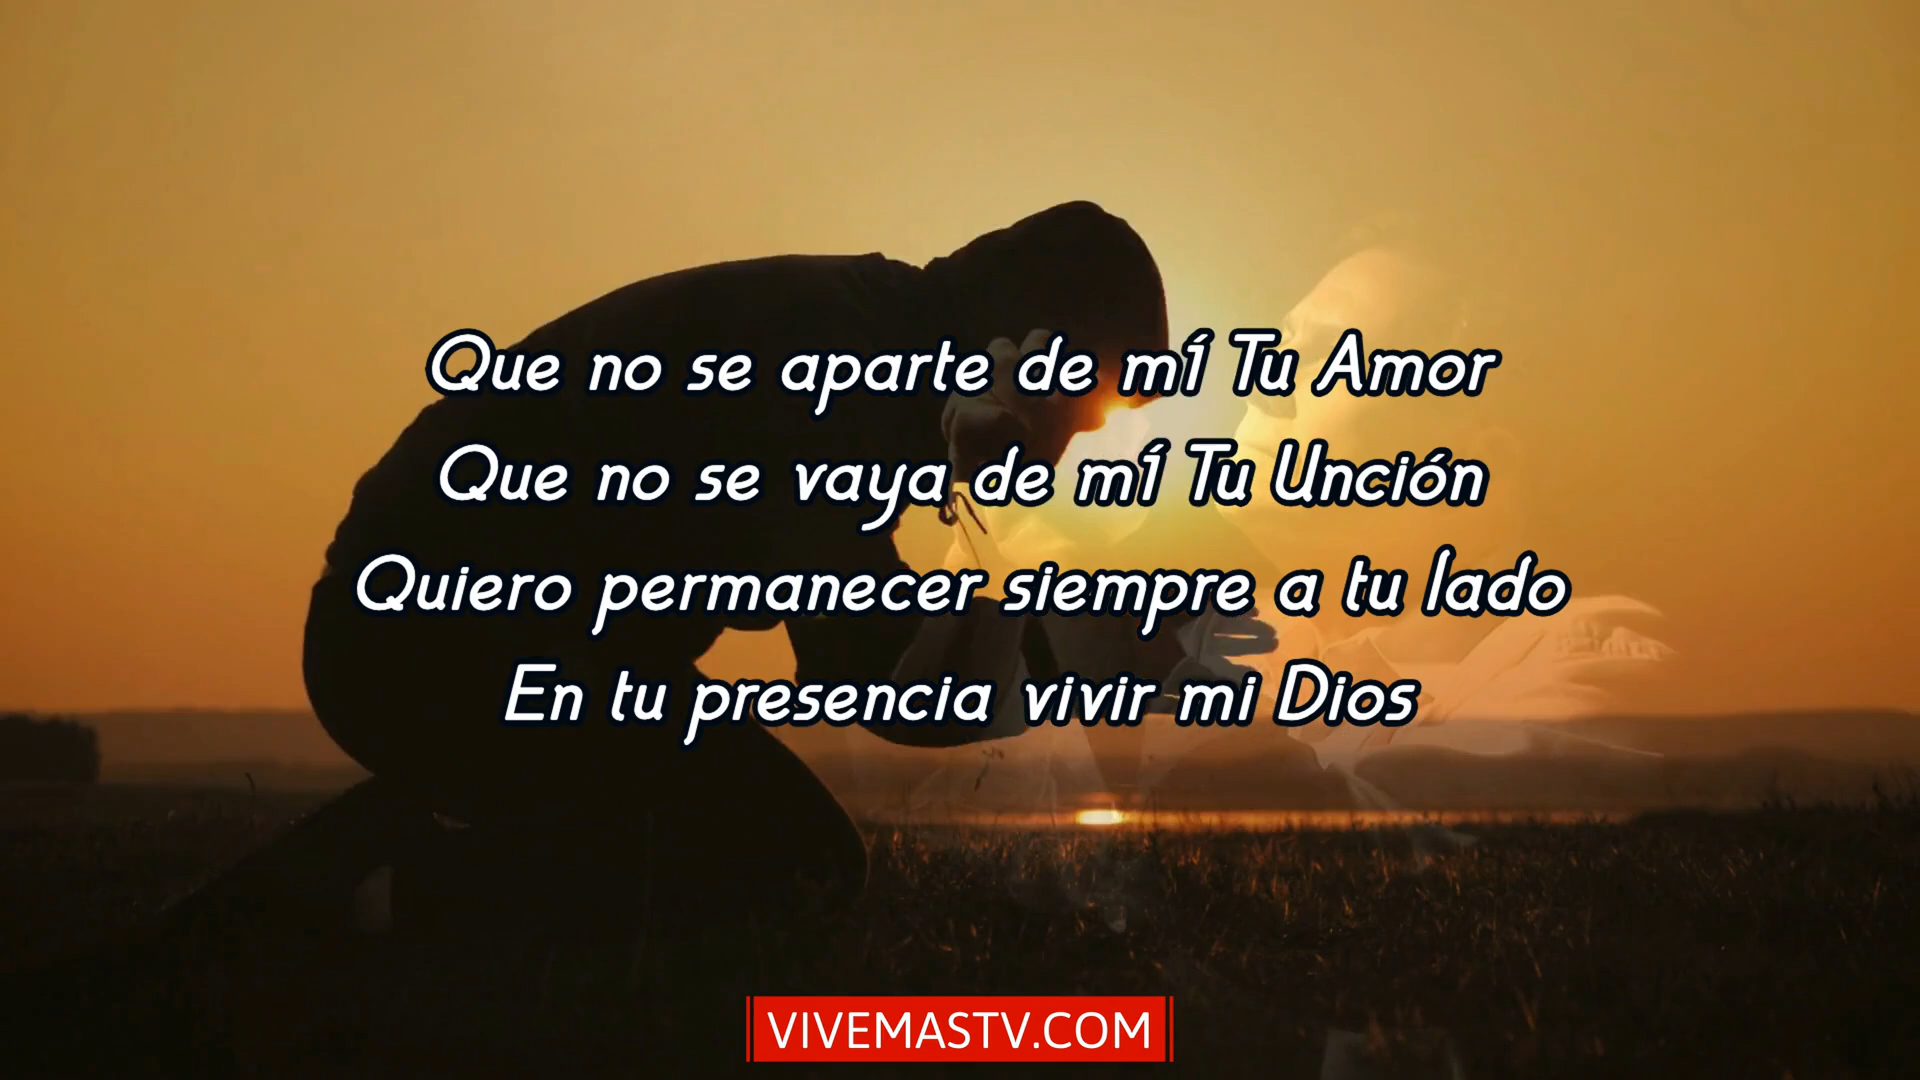 Que no se aparte de mí Tu Amor
Que no se vaya de mí Tu Unción
Quiero permanecer siempre a tu lado
En tu presencia vivir mi Dios
VIVEMASTV.COM